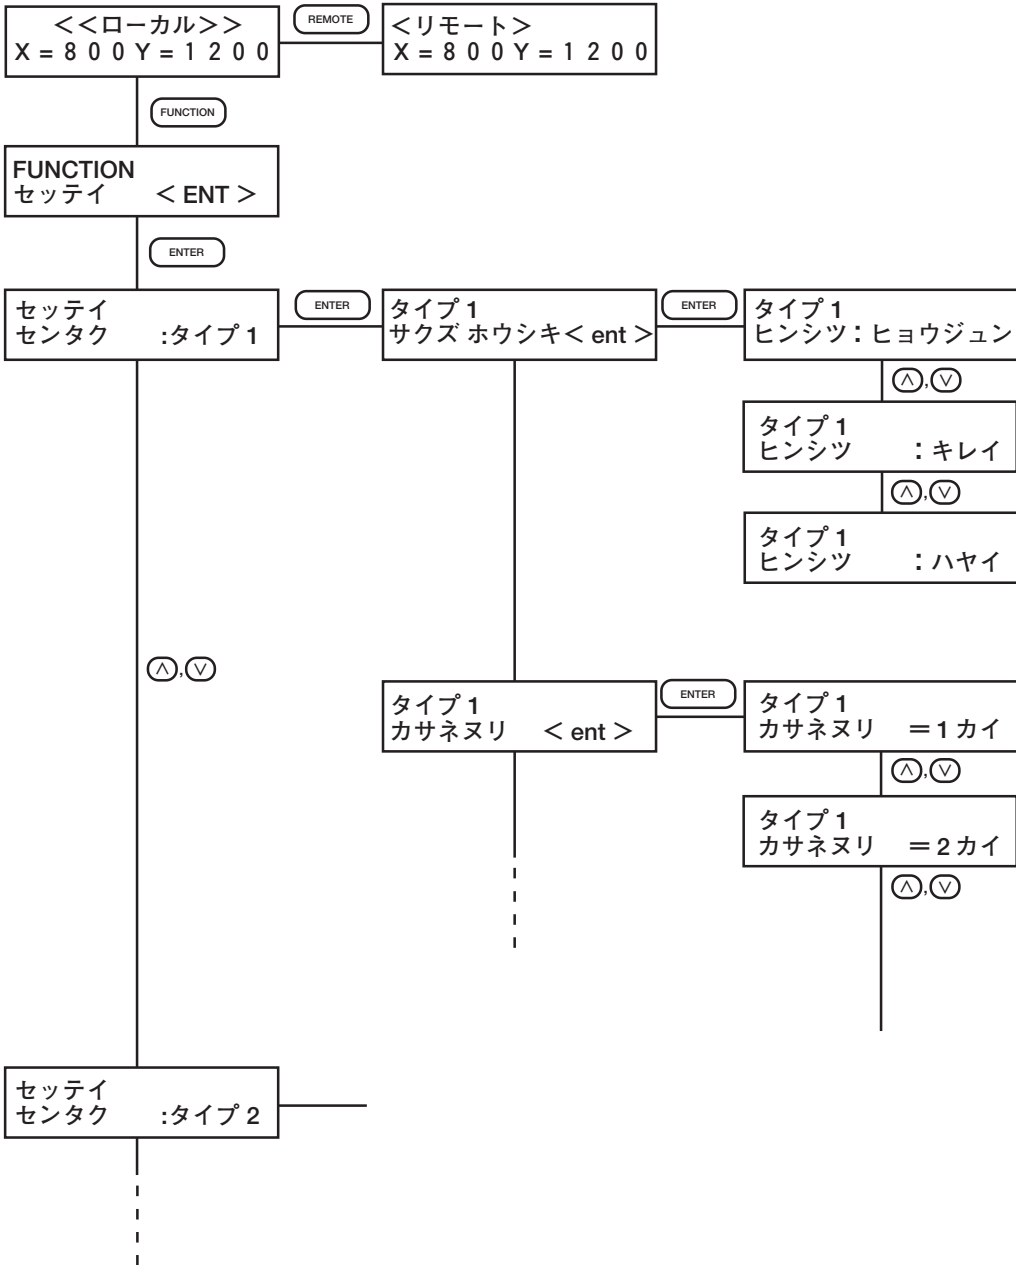 <<ローカル>>
X=800Y=1200
REMOTE
<リモート>
X=800Y=1200
FUNCTION
FUNCTION
セッテイ <ENT>
ENTER
セッテイ
センタク :タイプ1
ENTER
タイプ1
サクズ ホウシキ<ent>
ENTER
タイプ1
ヒンシツ:ヒョウジュン
∧,∨
タイプ1
ヒンシツ :キレイ
∧,∨
タイプ1
ヒンシツ :ハヤイ
∧,∨
タイプ1
カサネヌリ <ent>
ENTER
タイプ1
カサネヌリ =1カイ
∧,∨
タイプ1
カサネヌリ =2カイ
∧,∨
セッテイ
センタク :タイプ2